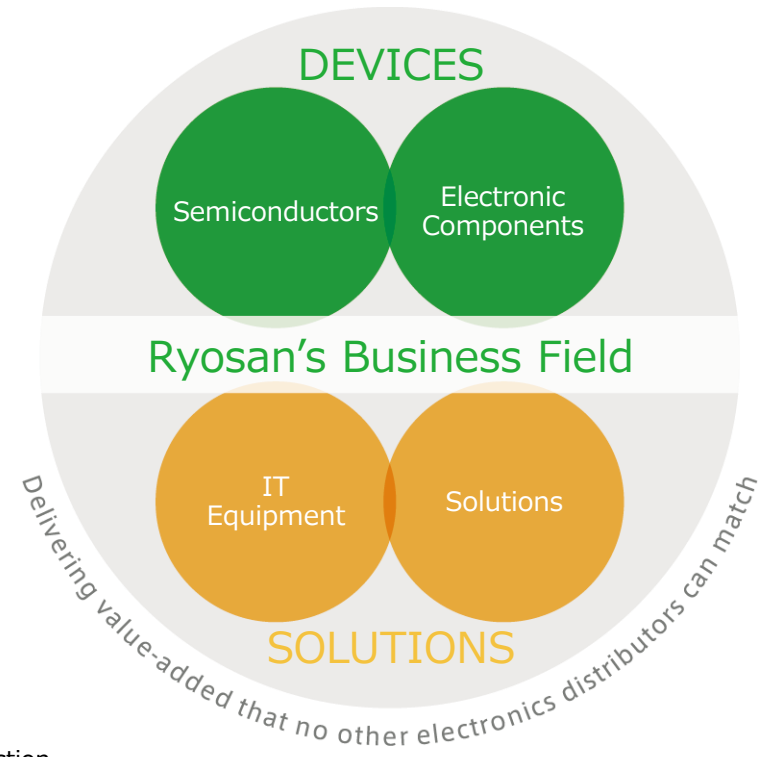 DEVICES
Semiconductors
Electronic
Components
Ryosan’s Business Field
IT
Equipment
Solutions
SOLUTIONS
Delivering value-added that no other electronics distributors can match